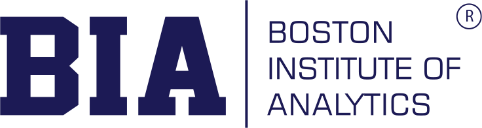 BIA
BOSTON
INSTITUTE OF
ANALYTICS
®